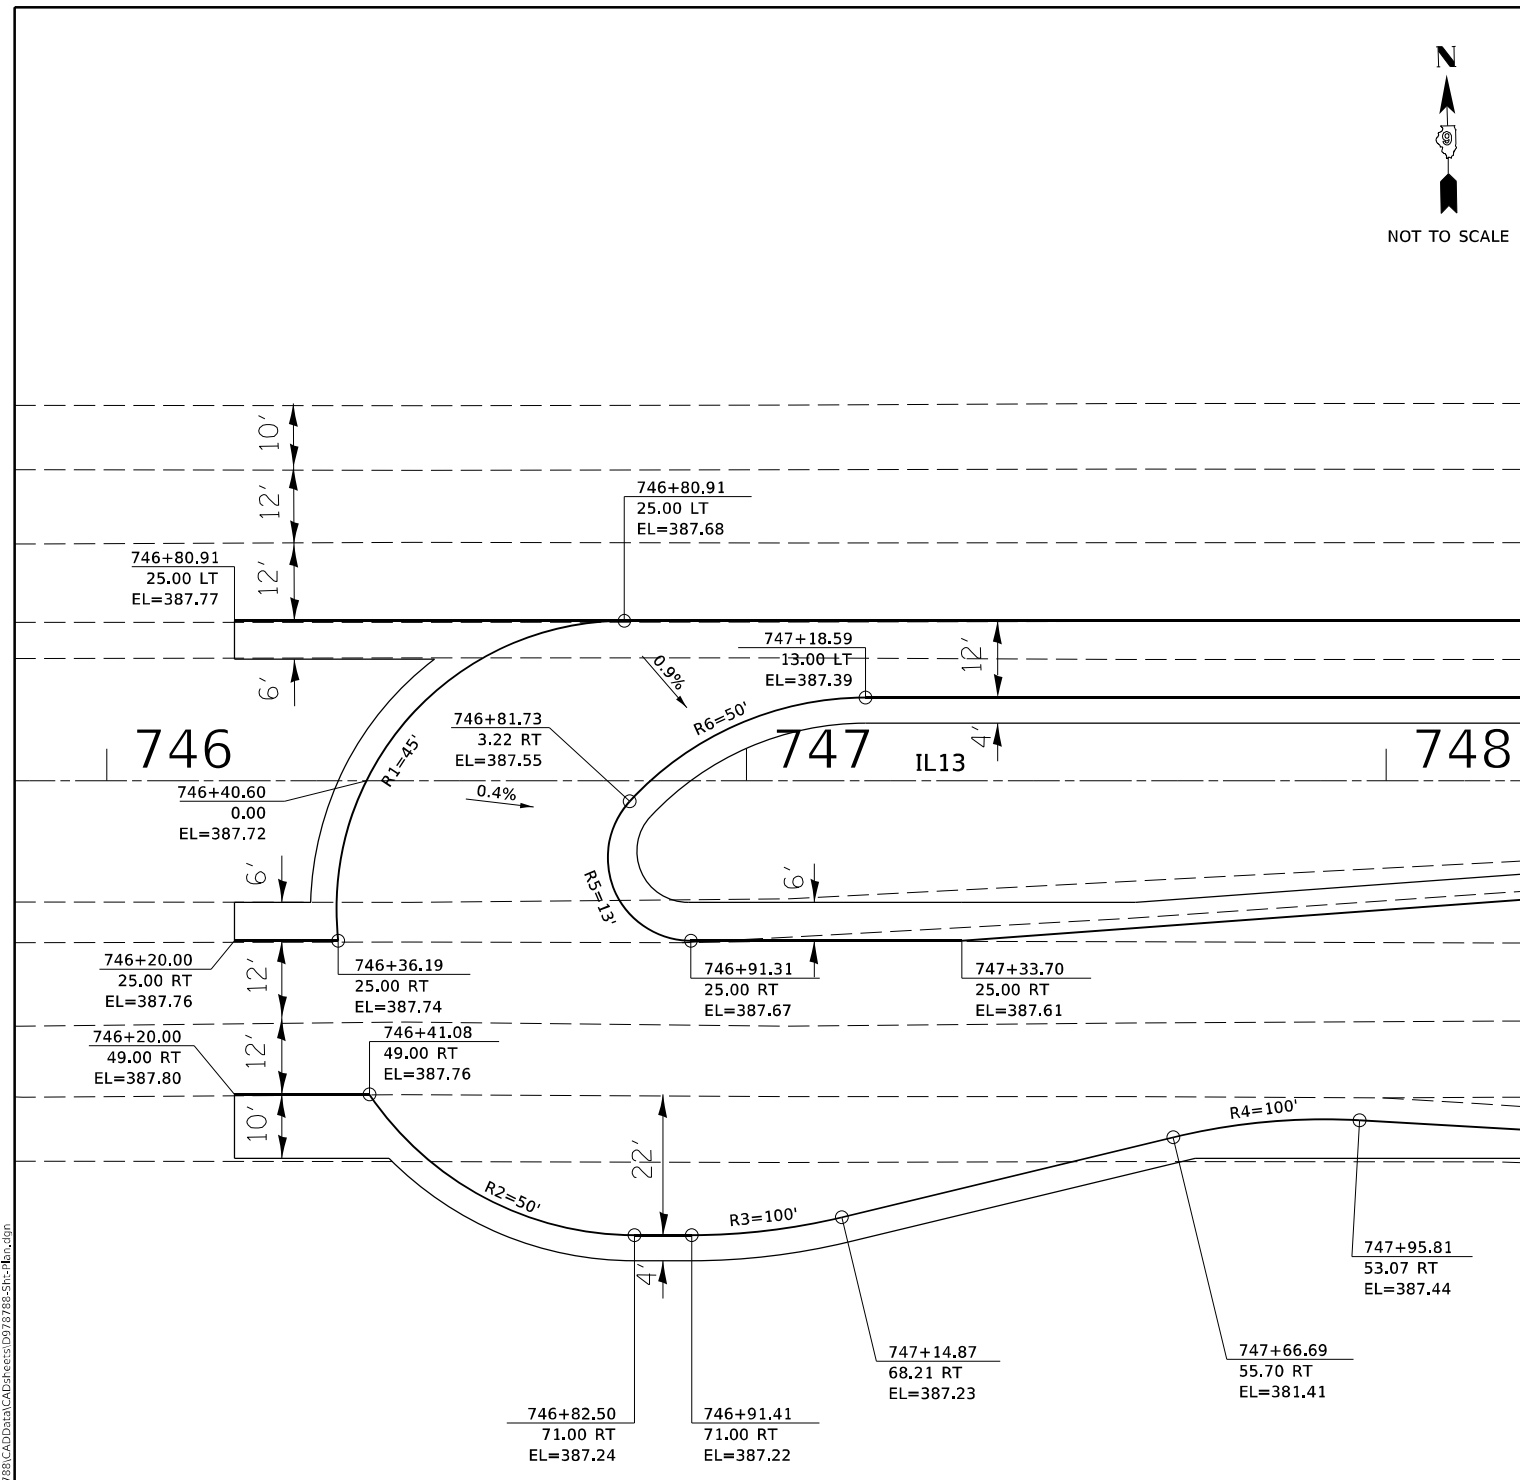 N
9
NOT TO SCALE
10'
12'
12'
6'
746+80.91
25.00 LT
EL=387.68
746+80.91
25.00 LT
EL=387.77
747+18.59
13.00 LT
EL=387.39
12'
4'
0.9%
R6=50'
746+81.73
3.22 RT
EL=387.55
746
747
748
IL13
R1=45'
746+40.60
0.00
EL=387.72
0.4%
6'
R5=13'
6'
746+20.00
25.00 RT
EL=387.76
12'
746+36.19
25.00 RT
EL=387.74
746+91.31
25.00 RT
EL=387.67
747+33.70
25.00 RT
EL=387.61
746+20.00
49.00 RT
EL=387.80
12'
746+41.08
49.00 RT
EL=387.76
10'
22'
R2=50'
R3=100'
R4=100'
4'
747+95.81
53.07 RT
EL=387.44
747+14.87
68.21 RT
EL=387.23
747+66.69
55.70 RT
EL=381.41
746+82.50
71.00 RT
EL=387.24
746+91.41
71.00 RT
EL=387.22
788\CADData\CADsheets\D978788-Sht-Plan.dgn